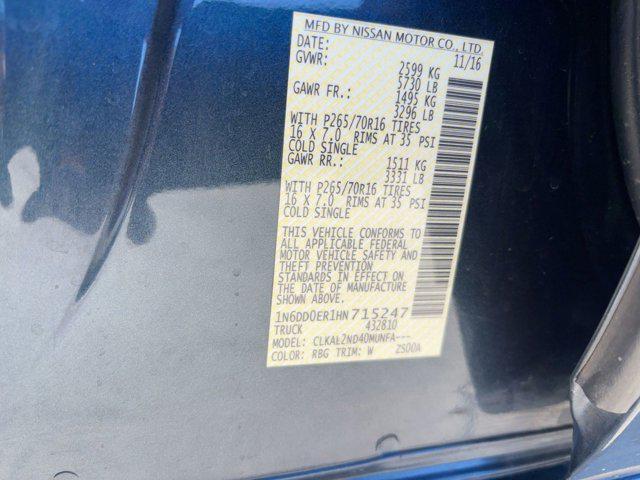 MFD BY NISSAN MOTOR CO., LTD.
DATE: 11/16
GVWR: 2599 KG
5730 LB
GAWR FR.: 1495 KG
3296 LB
WITH P265/70R16 TIRES
16 X 7.0 RIMS AT 35 PSI
COLD SINGLE
GAWR RR.: 1511 KG
3331 LB
WITH P265/70R16 TIRES
16 X 7.0 RIMS AT 35 PSI
COLD SINGLE
THIS VEHICLE CONFORMS TO
ALL APPLICABLE FEDERAL
MOTOR VEHICLE SAFETY AND
THEFT PREVENTION
STANDARDS IN EFFECT ON
THE DATE OF MANUFACTURE
SHOWN ABOVE.
1N6DD0ER1HN715247
TRUCK 432810
MODEL: CLKAL2ND40MUNFA---
COLOR: RBG TRIM: W 2S00A